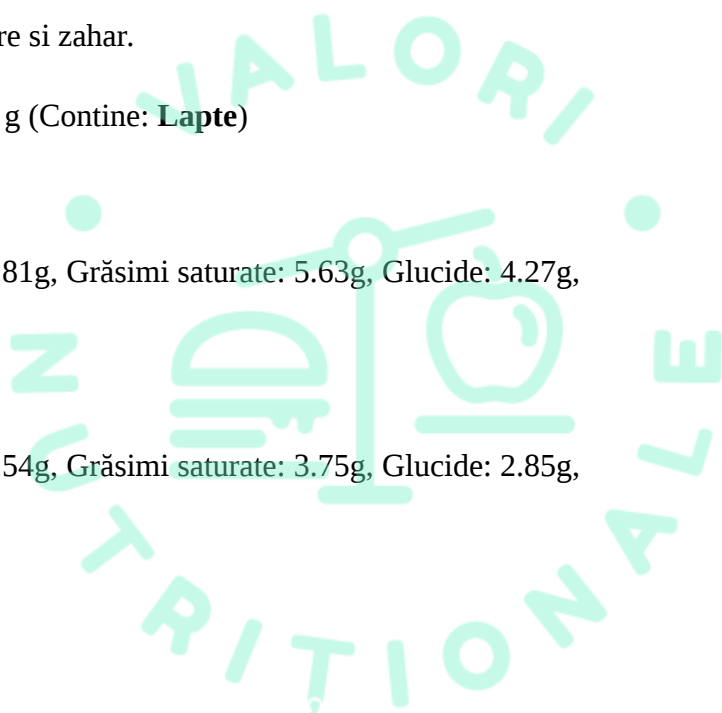 re si zahar.
g (Contine: Lapte)
81g, Grăsimi saturate: 5.63g, Glucide: 4.27g,
54g, Grăsimi saturate: 3.75g, Glucide: 2.85g,
VALORI
NUTRIȚIONALE